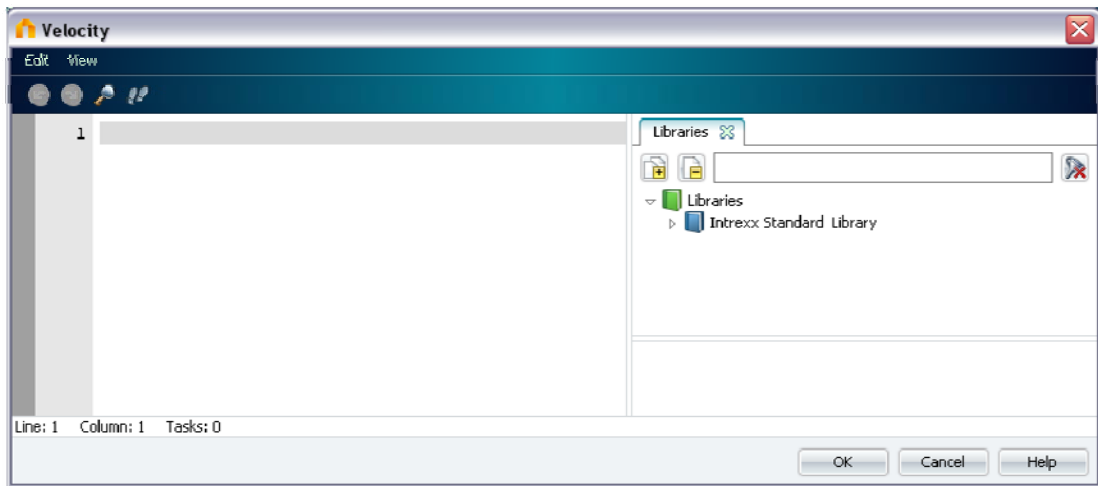 Velocity
Edit View
1
Libraries
Libraries
Intrexx Standard Library
Line: 1 Column: 1 Tasks: 0
OK Cancel Help